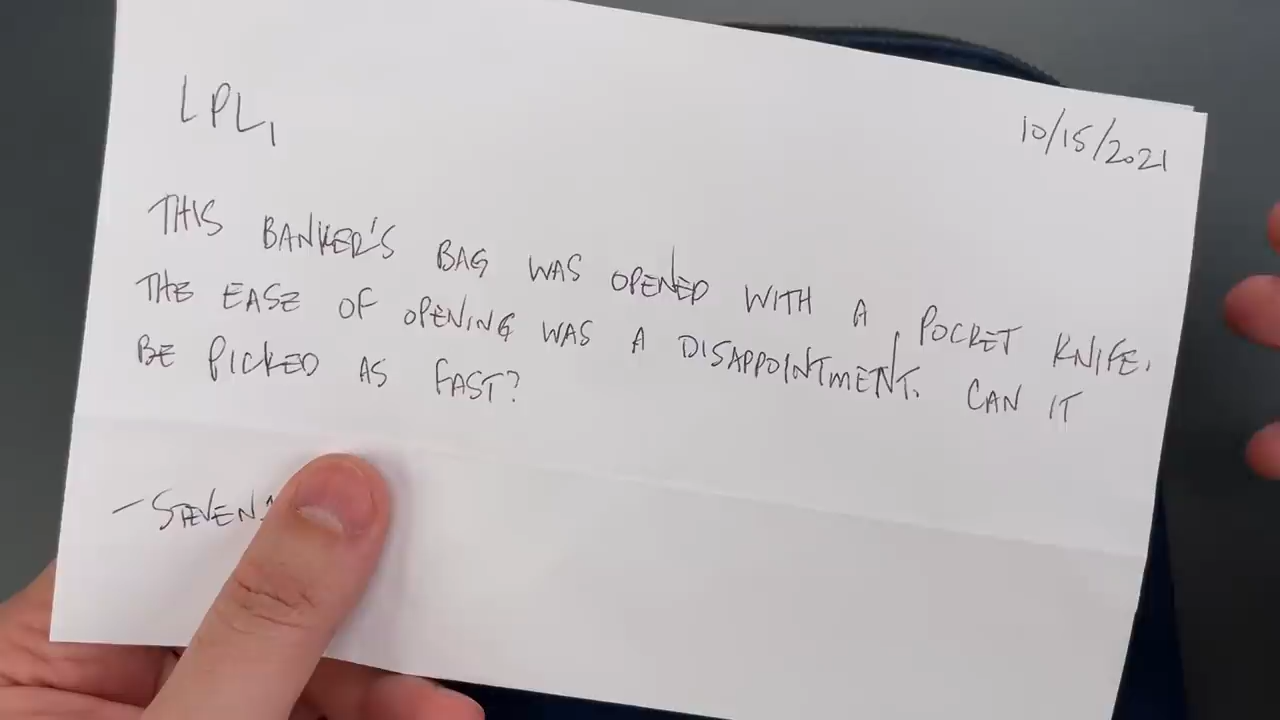 LPL,
10/15/2021
THIS BANKER'S BAG WAS OPENED WITH A POCKET KNIFE.
THE EASE OF OPENING WAS A DISAPPOINTMENT. CAN IT
BE PICKED AS FAST?
- STEVEN